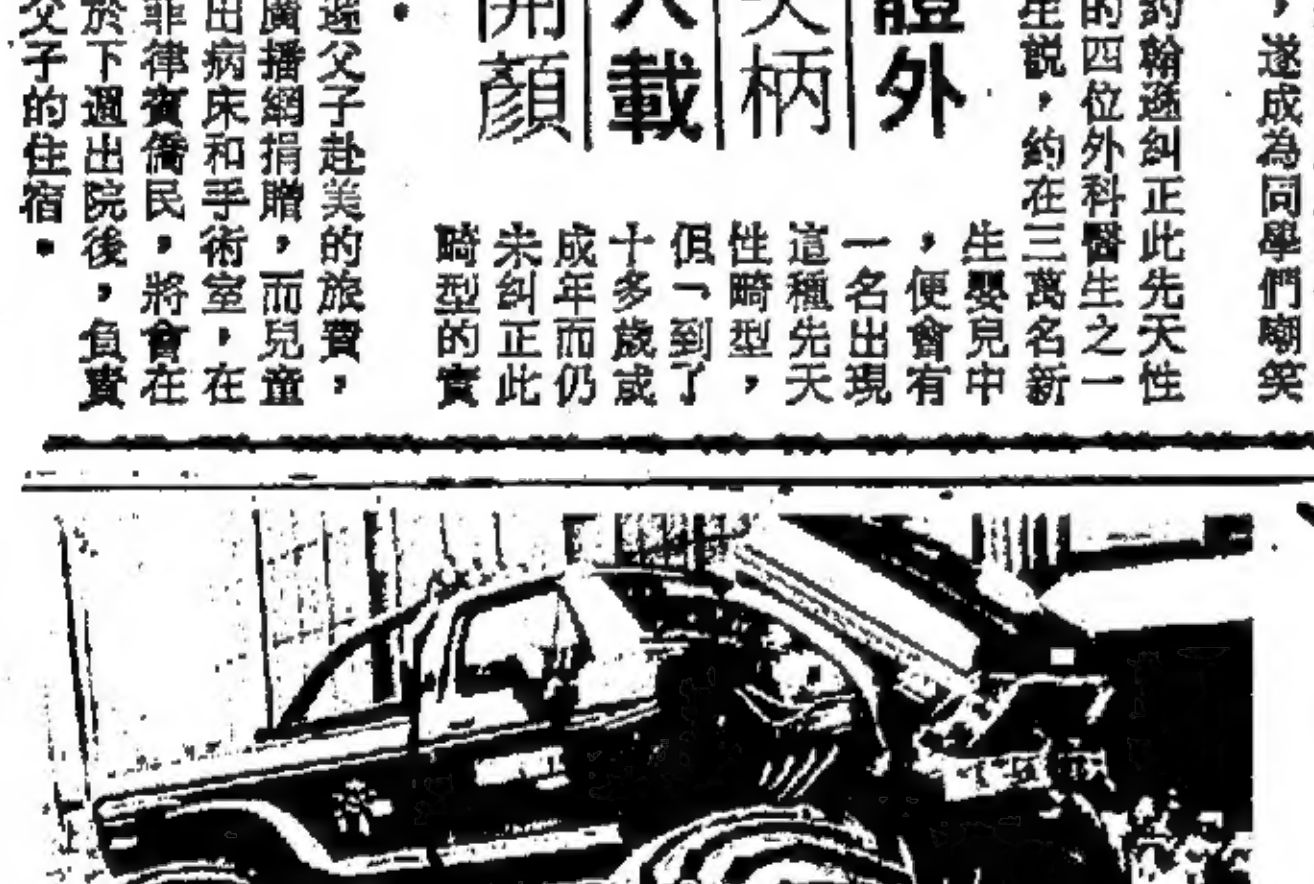 ，遂成為同學們嘲笑
約翰遜糾正此先天性
的四位外科醫生之一
生説，約在三萬名新
生嬰兒中
，便會有
一名出現
這種先天
性畸型，
但「到了
十多歲或
成年而仍
未糾正此
畸型的實
外
柄
載
開顏
。
遜父子赴美的旅費，
廣播網捐贈，而兒童
出病床和手術室，在
菲律賓僑民，將會在
於下週出院後，負責
父子的住宿。